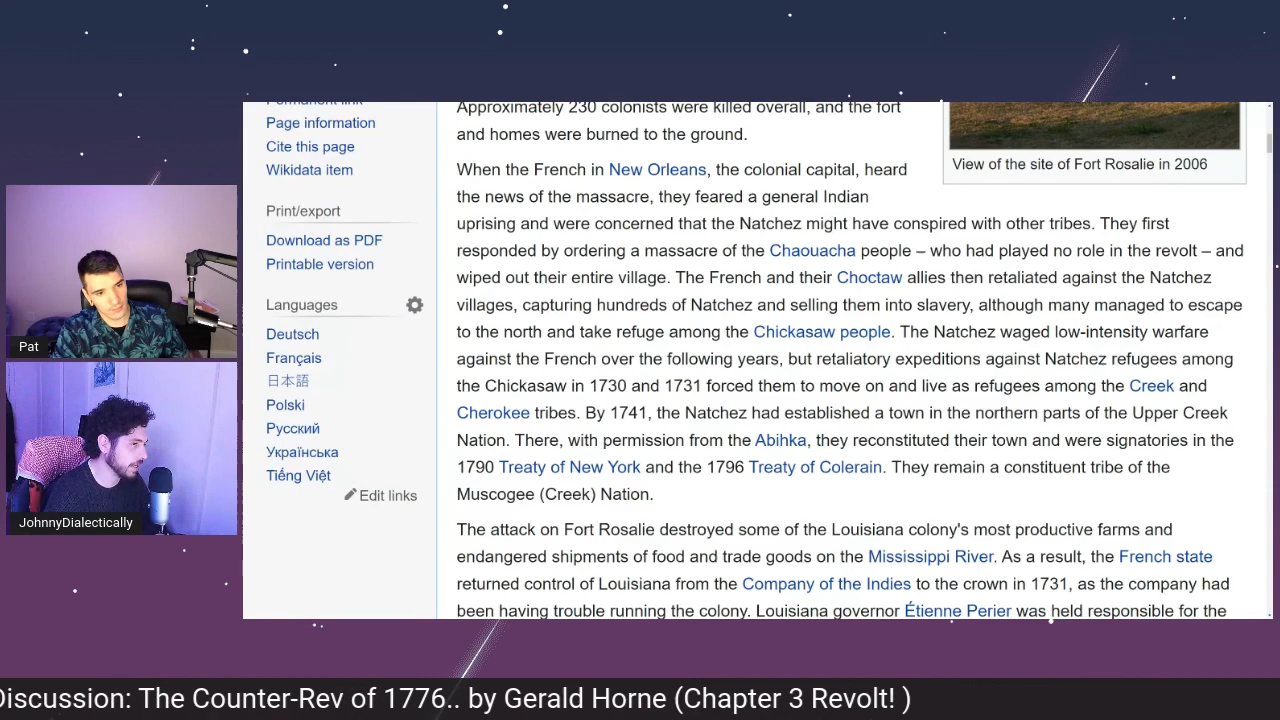 Permanent link
Page information
Cite this page
Wikidata item
Print/export
Download as PDF
Printable version
Languages
Deutsch
Français
日本語
Polski
Русский
Українська
Tiếng Việt
Edit links
Approximately 230 colonists were killed overall, and the fort
and homes were burned to the ground.
When the French in New Orleans, the colonial capital, heard
the news of the massacre, they feared a general Indian
uprising and were concerned that the Natchez might have conspired with other tribes. They first
responded by ordering a massacre of the Chaouacha people – who had played no role in the revolt – and
wiped out their entire village. The French and their Choctaw allies then retaliated against the Natchez
villages, capturing hundreds of Natchez and selling them into slavery, although many managed to escape
to the north and take refuge among the Chickasaw people. The Natchez waged low-intensity warfare
against the French over the following years, but retaliatory expeditions against Natchez refugees among
the Chickasaw in 1730 and 1731 forced them to move on and live as refugees among the Creek and
Cherokee tribes. By 1741, the Natchez had established a town in the northern parts of the Upper Creek
Nation. There, with permission from the Abihka, they reconstituted their town and were signatories in the
1790 Treaty of New York and the 1796 Treaty of Colerain. They remain a constituent tribe of the
Muscogee (Creek) Nation.
The attack on Fort Rosalie destroyed some of the Louisiana colony's most productive farms and
endangered shipments of food and trade goods on the Mississippi River. As a result, the French state
returned control of Louisiana from the Company of the Indies to the crown in 1731, as the company had
been having trouble running the colony. Louisiana governor Étienne Perier was held responsible for the
View of the site of Fort Rosalie in 2006
Pat
JohnnyDialectically
Discussion: The Counter-Rev of 1776.. by Gerald Horne (Chapter 3 Revolt! )